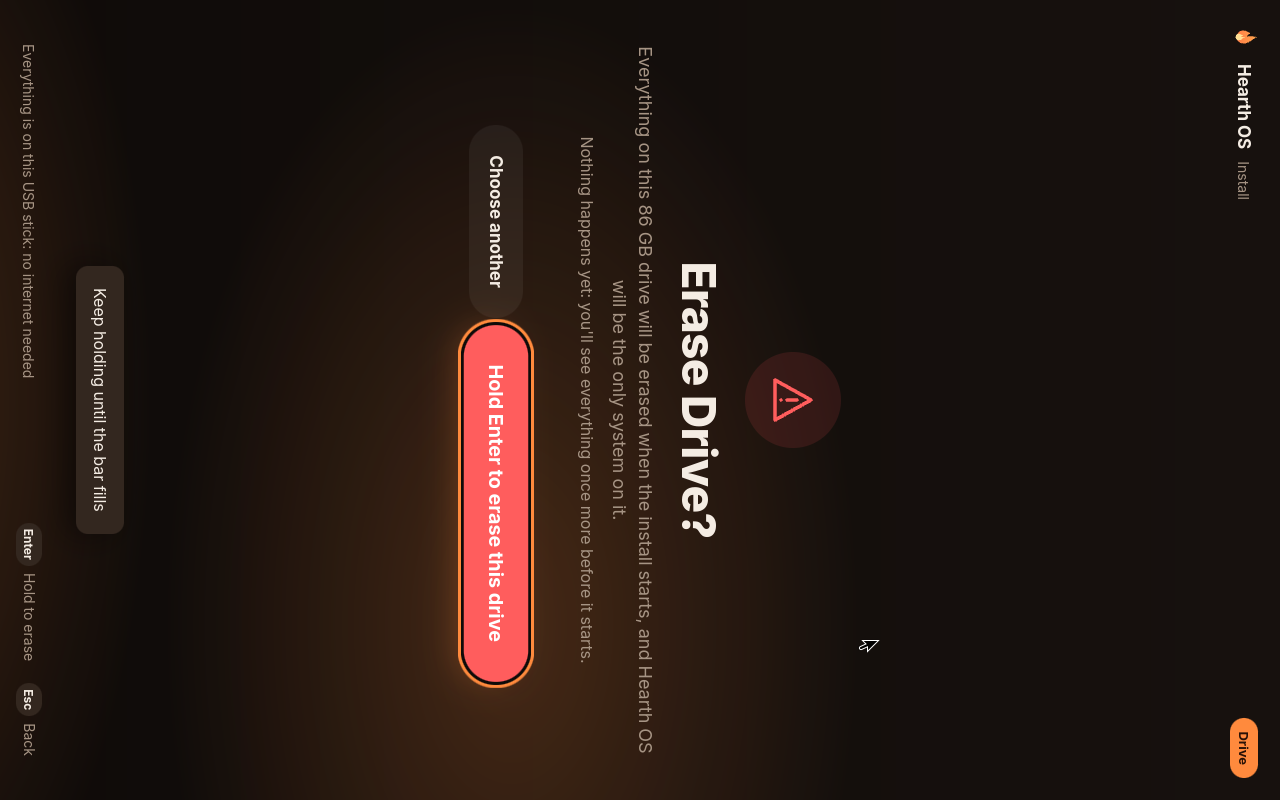 Hearth OS Install
Drive
Erase Drive?
Everything on this 86 GB drive will be erased when the install starts, and Hearth OS
will be the only system on it.
Nothing happens yet: you'll see everything once more before it starts.
Choose another
Hold Enter to erase this drive
Keep holding until the bar fills
Everything is on this USB stick: no internet needed
Enter Hold to erase
Esc Back